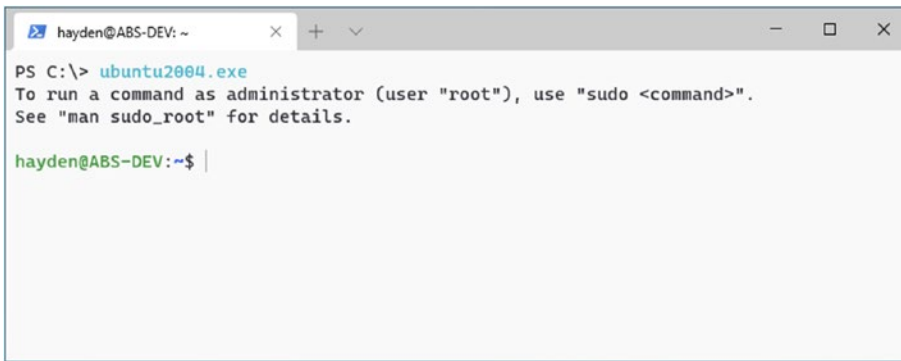 hayden@ABS-DEV: ~
PS C:\> ubuntu2004.exe
To run a command as administrator (user "root"), use "sudo <command>".
See "man sudo_root" for details.
hayden@ABS-DEV:~$